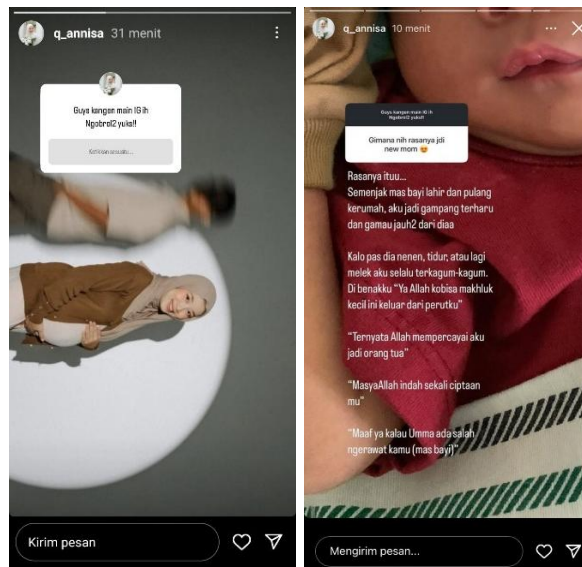 q_annisa 31 menit
Guys kangen main IG ih
Ngobrol2 yuks!!
Ketikkan sesuatu...
Kirim pesan
q_annisa 10 menit
Guys kangen main IG ih
Ngobrol2 yuks!!
Gimana nih rasanya jdi
new mom 😍
Rasanya ituu...
Semenjak mas bayi lahir dan pulang
kerumah, aku jadi gampang terharu
dan gamau jauh2 dari diaa
Kalo pas dia nenen, tidur, atau lagi
melek aku selalu terkagum-kagum.
Di benakku "Ya Allah kobisa makhluk
kecil ini keluar dari perutku"
"Ternyata Allah mempercayai aku
jadi orang tua"
"MasyaAllah indah sekali ciptaan
mu"
"Maaf ya kalau Umma ada salah
ngerawat kamu (mas bayi)"
Mengirim pesan...